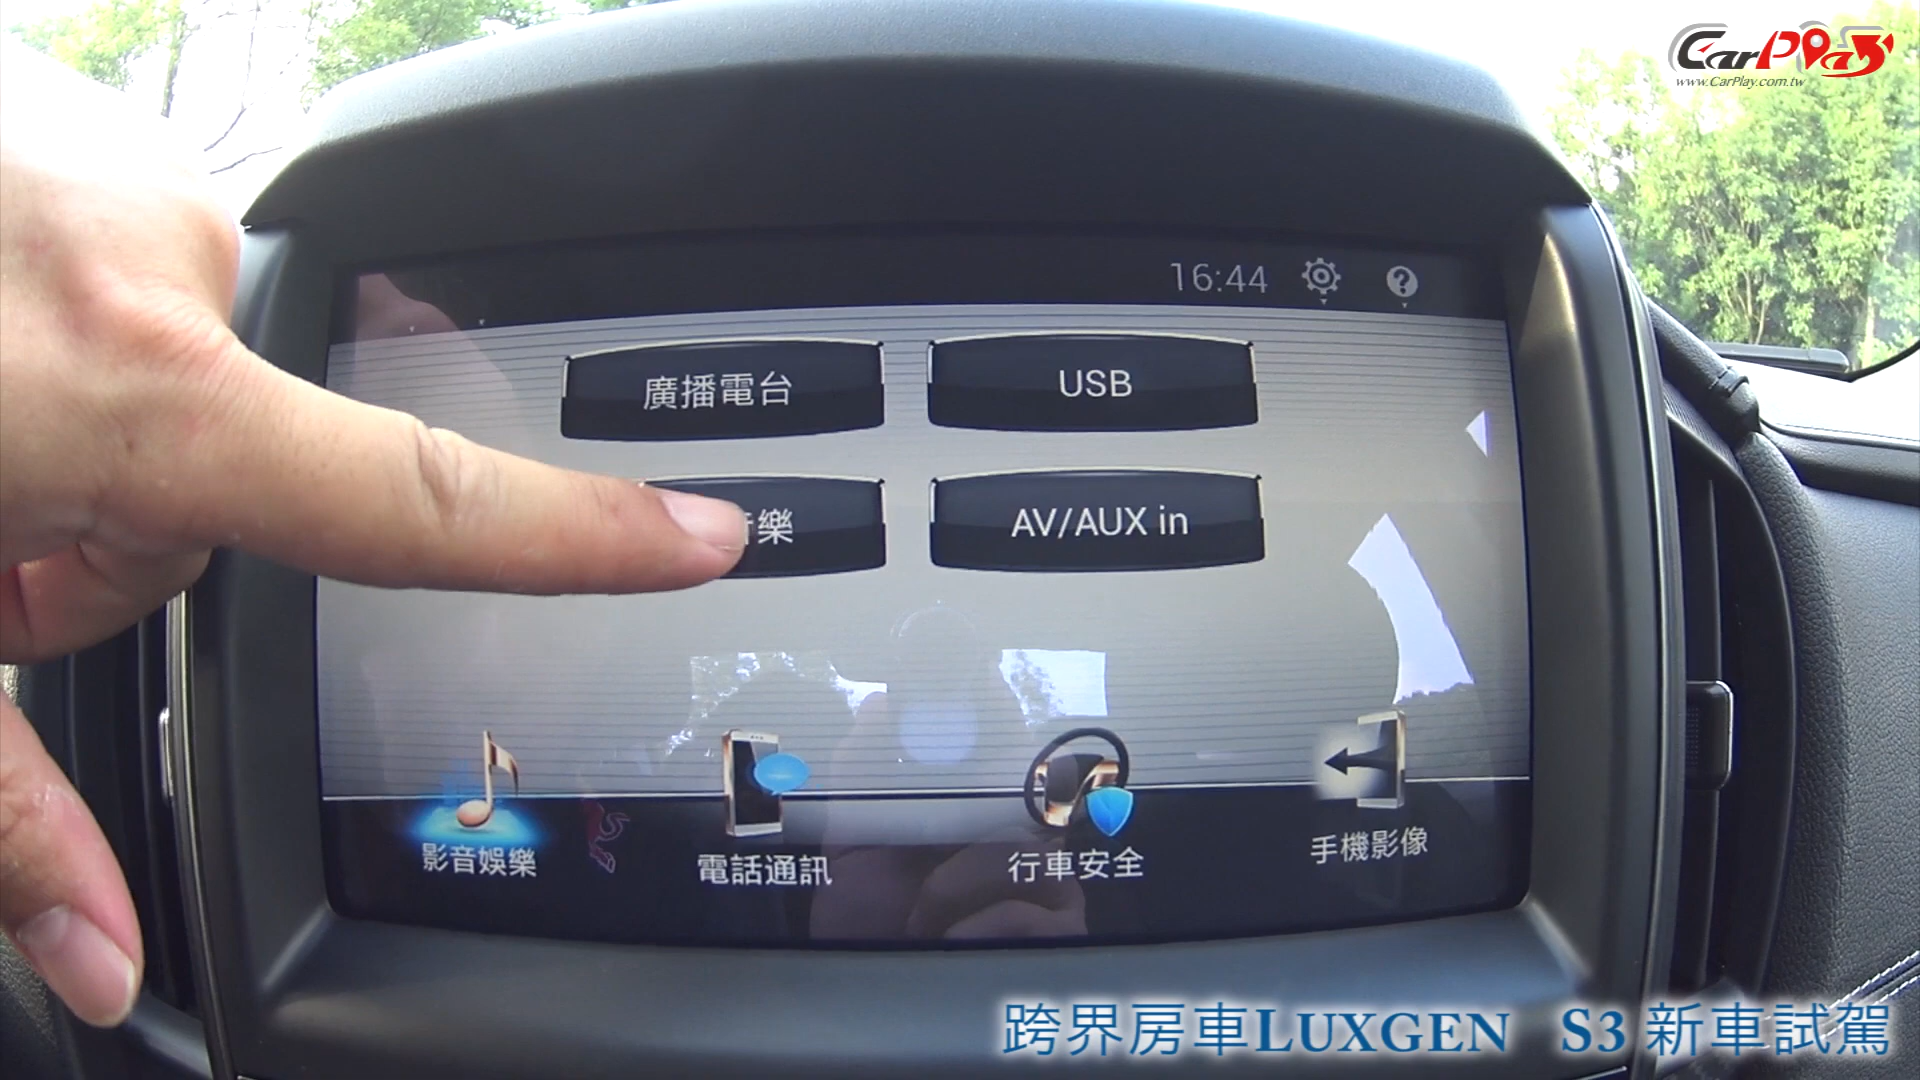 CarPlay
www.CarPlay.com.tw
16:44
廣播電台
USB
樂
AV/AUX in
影音娛樂
電話通訊
行車安全
手機影像
跨界房車LUXGEN S3 新車試駕